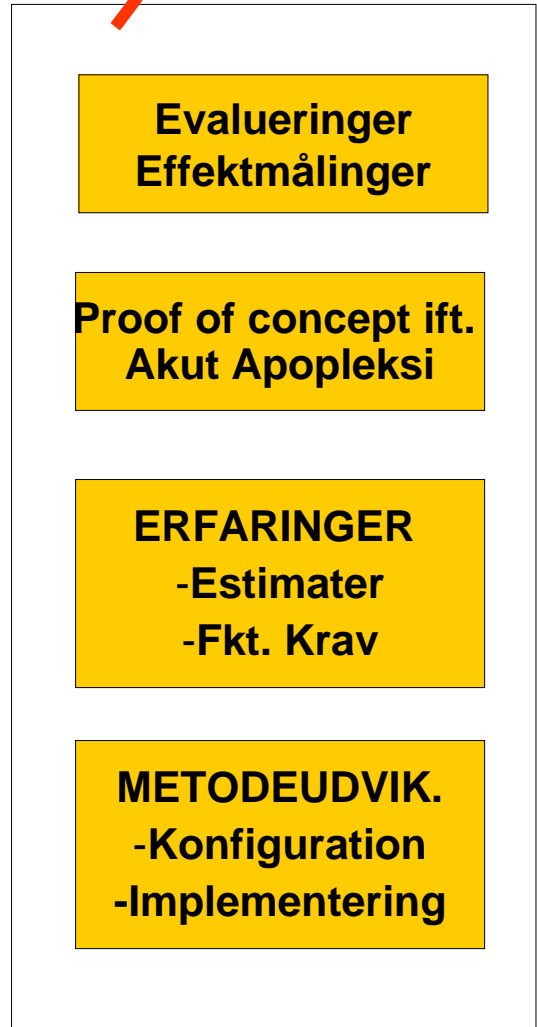 Evalueringer
Effektmålinger
Proof of concept ift.
Akut Apopleksi
ERFARINGER
-Estimater
-Fkt. Krav
METODEUDVIK.
-Konfiguration
-Implementering